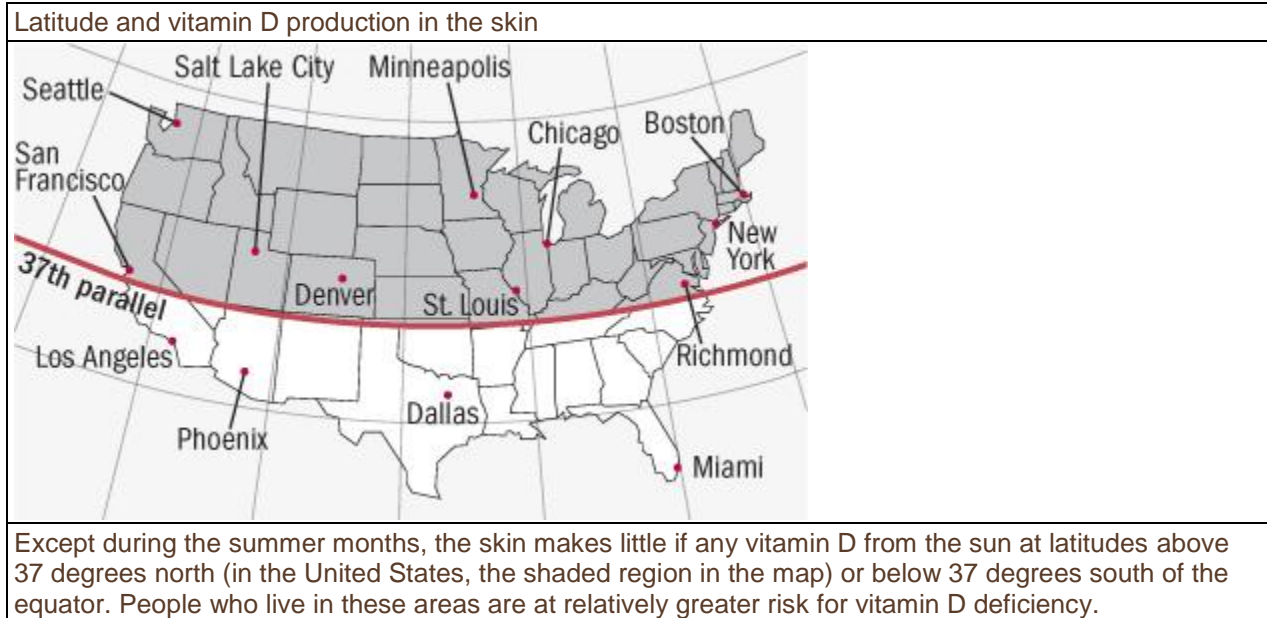 Latitude and vitamin D production in the skin
Salt Lake City
Minneapolis
Seattle
Chicago
Boston
San
Francisco
New
York
37th parallel
Denver
St. Louis
Los Angeles
Richmond
Dallas
Phoenix
Miami
Except during the summer months, the skin makes little if any vitamin D from the sun at latitudes above
37 degrees north (in the United States, the shaded region in the map) or below 37 degrees south of the
equator. People who live in these areas are at relatively greater risk for vitamin D deficiency.